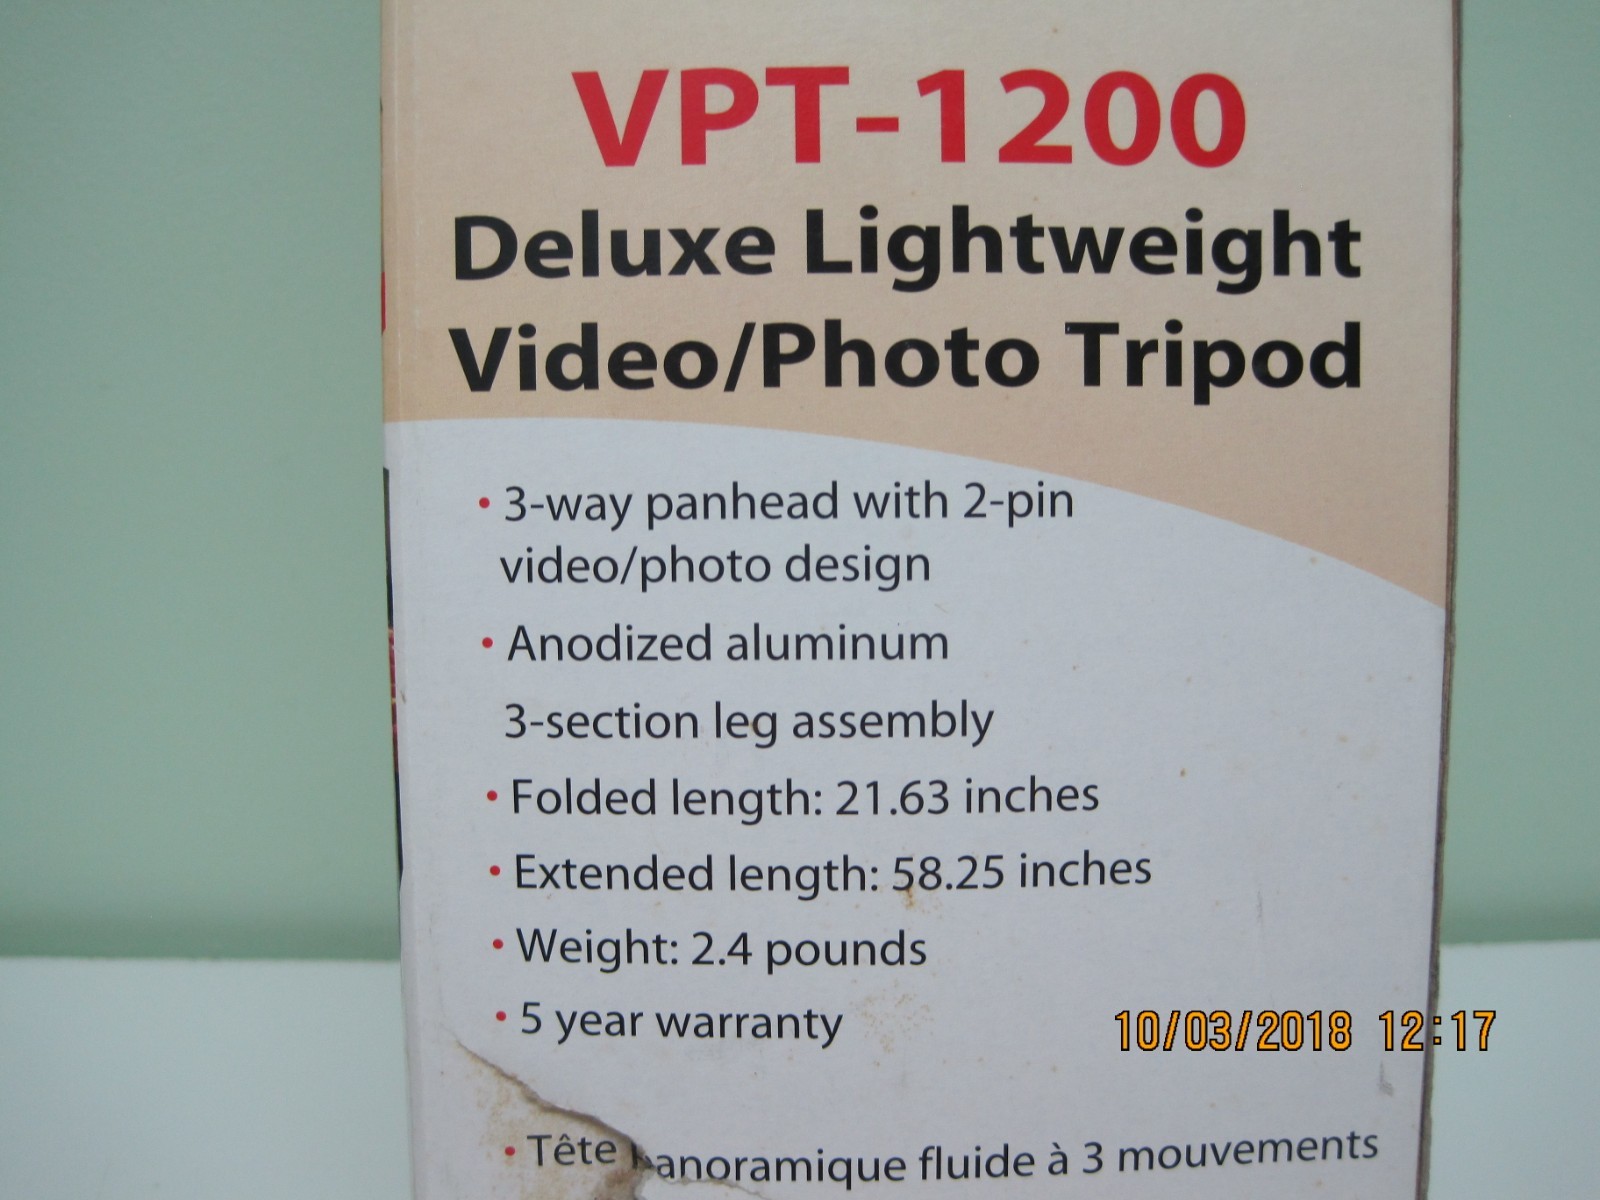 VPT-1200
Deluxe Lightweight
Video/Photo Tripod
• 3-way panhead with 2-pin
video/photo design
• Anodized aluminum
3-section leg assembly
• Folded length: 21.63 inches
• Extended length: 58.25 inches
• Weight: 2.4 pounds
• 5 year warranty
10/03/2018 12:17
• Tête panoramique fluide à 3 mouvements